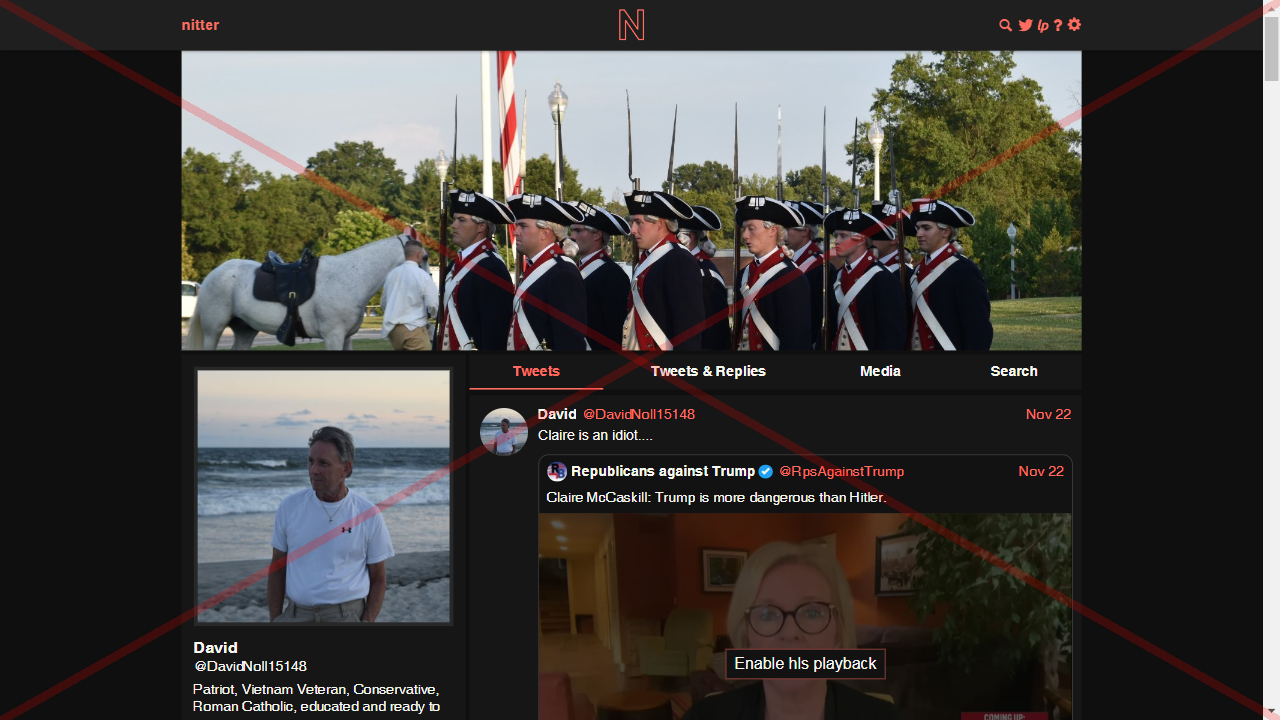 nitter
N
lp ?
Tweets
Tweets & Replies
Media
Search
David @DavidNoll15148 Nov 22
Claire is an idiot....
Republicans against Trump @RpsAgainstTrump Nov 22
Claire McCaskill: Trump is more dangerous than Hitler.
Enable hls playback
COMING UP:
David
@DavidNoll15148
Patriot, Vietnam Veteran, Conservative,
Roman Catholic, educated and ready to